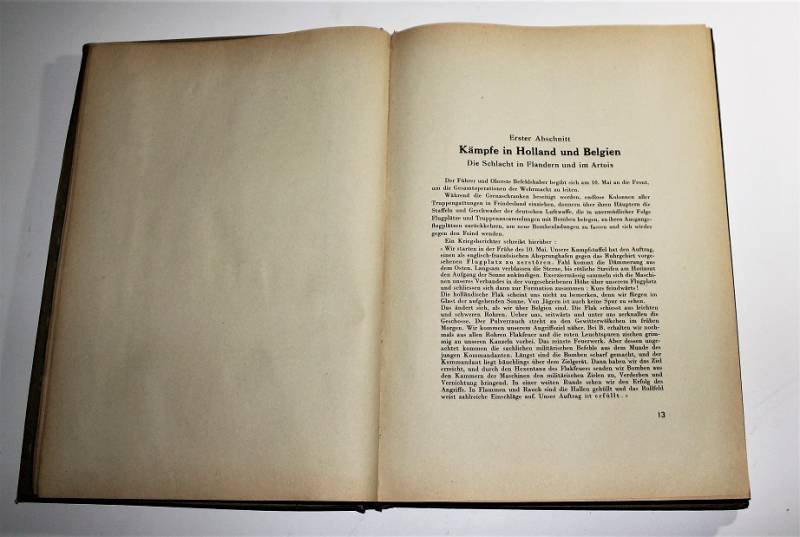 Erster Abschnitt
Kämpfe in Holland und Belgien
Die Schlacht in Flandern und im Artois
Der Führer und Oberste Befehlshaber begibt sich am 10. Mai an die Front,
um die Gesamtoperationen der Wehrmacht zu leiten.
Während die Grenzschranken beseitigt werden, endlose Kolonnen aller
Truppengattungen in Feindesland einziehen, donnern über ihren Häuptern die
Staffeln und Geschwader der deutschen Luftwaffe, die in unermüdlicher Folge
Flugplätze und Truppenansammlungen mit Bomben belegen, zu ihren Ausgangs-
flugplätzen zurückkehren, um neue Bombenladungen zu fassen und sich wieder
gegen den Feind wenden.
Ein Kriegsberichter schreibt hierüber :
« Wir starten in der Frühe des 10. Mai. Unsere Kampfstaffel hat den Auftrag,
einen als englisch-französischen Absprunghafen gegen das Ruhrgebiet vorge-
sehenen Flugplatz zu zerstören. Fahl kommt die Dämmerung aus
dem Osten. Langsam verblassen die Sterne, bis rötliche Streifen am Horizont
den Aufgang der Sonne ankündigen. Exerziermässig sammeln sich die Maschi-
nen unseres Verbandes in der vorgeschriebenen Höhe über unserem Flugplatz
und schliessen sich dann zur Formation zusammen : Kurs feindwärts !
Die holländische Flak scheint uns nicht zu bemerken, denn wir fliegen im
Glast der aufgehenden Sonne. Von Jägern ist auch keine Spur zu sehen.
Das ändert sich, als wir über Belgien sind. Die Flak schiesst aus leichten
und schweren Rohren. Ueber uns, seitwärts und unter uns zerknallen die
Geschosse. Der Pulverrauch steht zu den Gewitterwölkchen im frühen
Morgen. Wir kommen unserem Angriffsziel näher. Bei B. erhalten wir noch-
mals aus allen Rohren Flakfeuer und die roten Leuchtspuren zischen grim-
mig an unseren Kanzeln vorbei. Das reinste Feuerwerk. Aber dessen unge-
achtet kommen die sachlichen militärischen Befehle aus dem Munde des
jungen Kommandanten. Längst sind die Bomben scharf gemacht, und der
Kommandant liegt bäuchlings über dem Zielgerät. Dann haben wir das Ziel
erreicht, und durch den Hexentanz des Flakfeuers senden wir Bomben aus
den Kammern der Maschinen den militärischen Zielen zu, Verderben und
Vernichtung bringend. In einer weiten Runde sehen wir den Erfolg des
Angriffs. In Flammen und Rauch sind die Hallen gehüllt und das Rollfeld
weist zahlreiche Einschläge auf. Unser Auftrag ist erfüllt. »
13